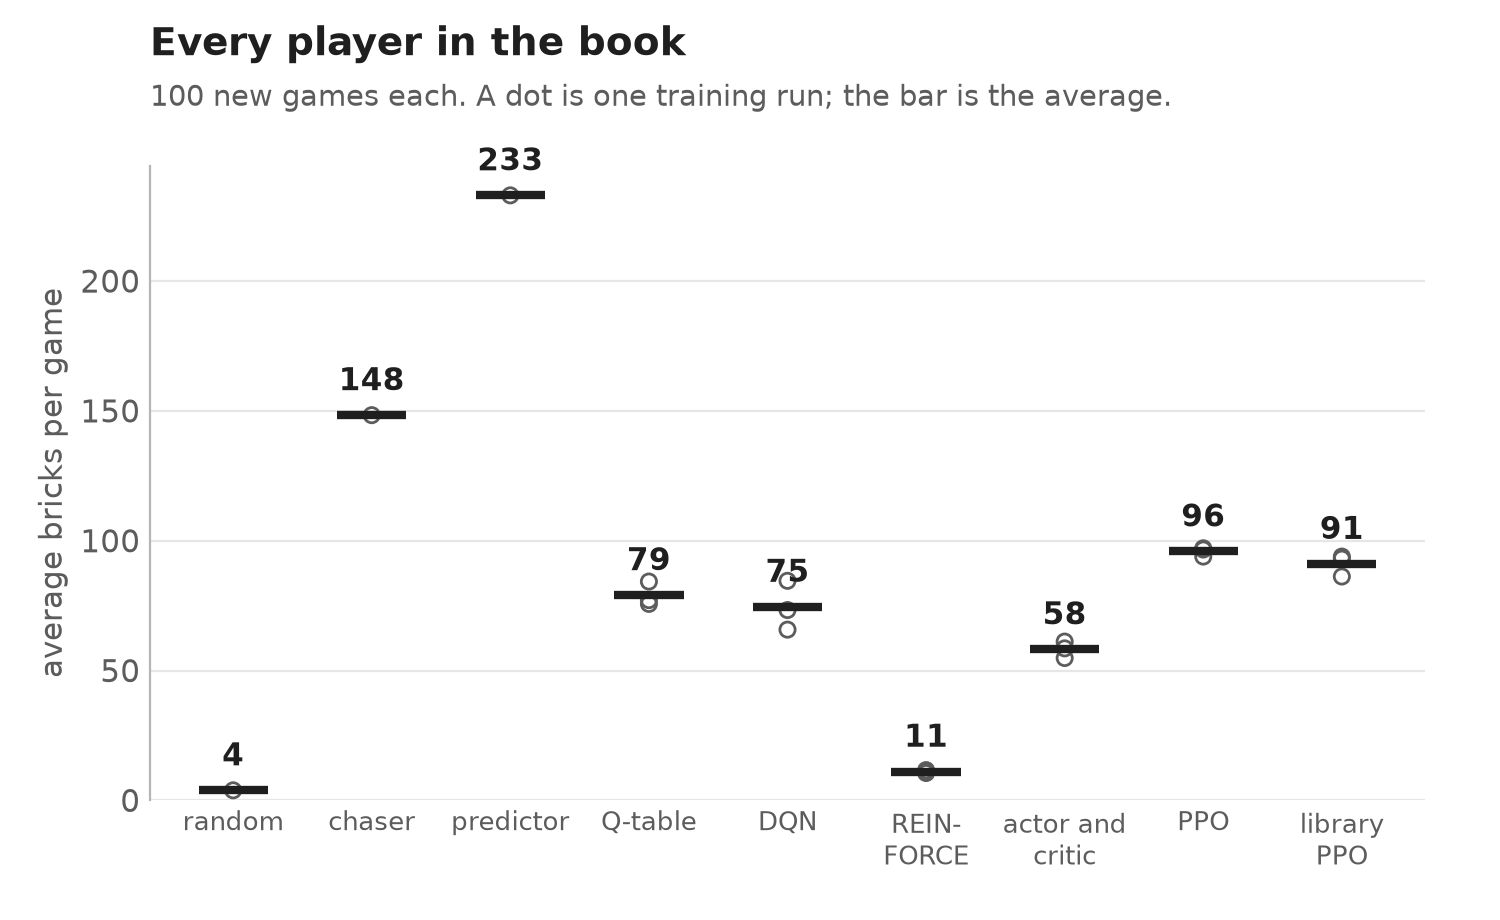 Every player in the book
100 new games each. A dot is one training run; the bar is the average.
average bricks per game
200
150
100
50
0
4
148
233
79
75
11
58
96
91
random
chaser
predictor
Q-table
DQN
REIN-
FORCE
actor and
critic
PPO
library
PPO